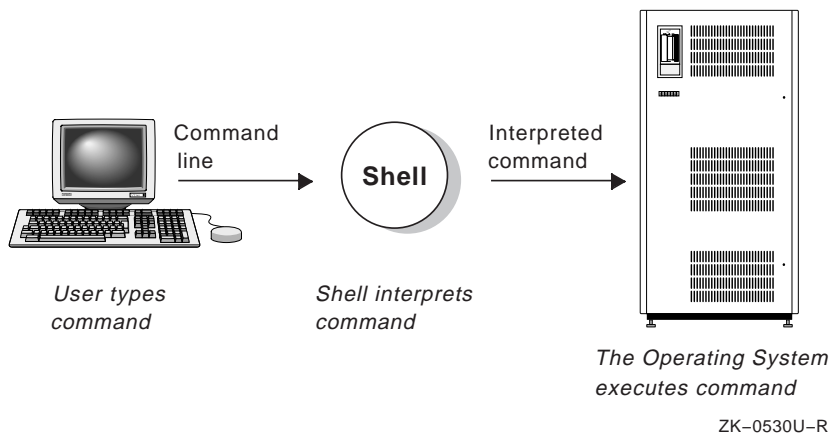 Command
line
Shell
Interpreted
command
User types
command
Shell interprets
command
The Operating System
executes command
ZK–0530U–R